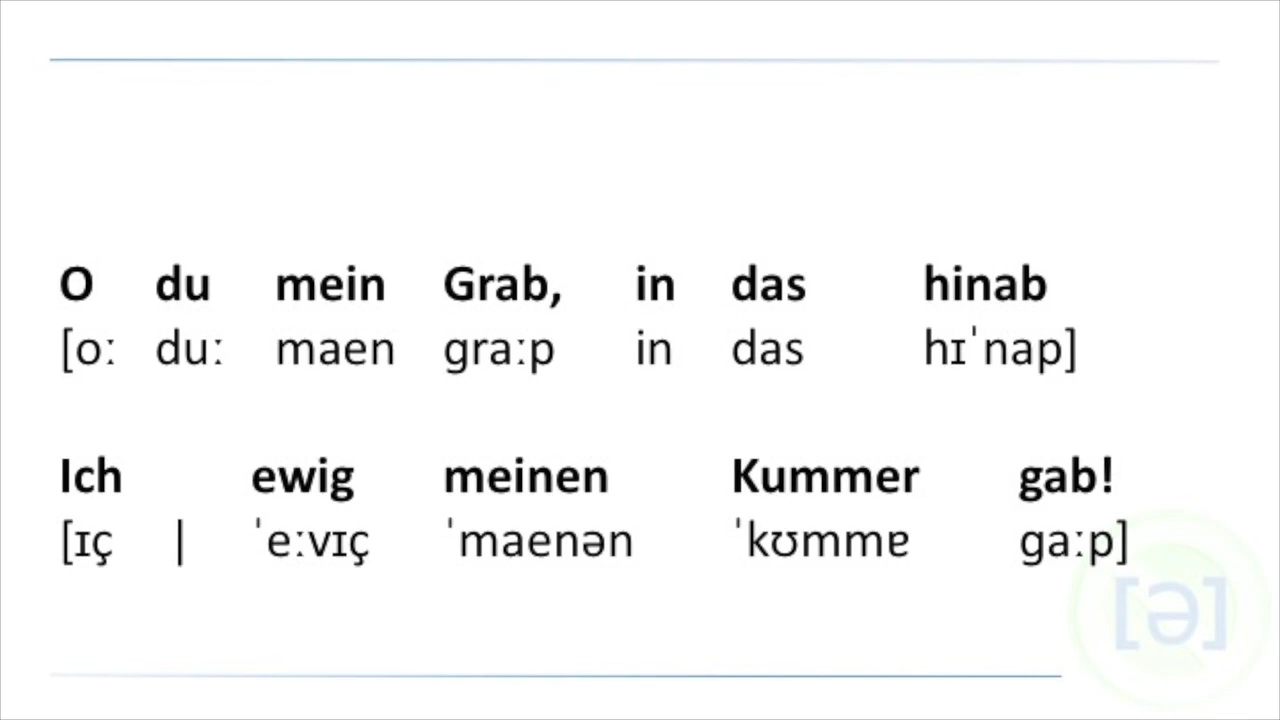 O du mein Grab, in das hinab
[oː duː maen graːp in das hɪˈnap]
Ich ewig meinen Kummer gab!
[ɪç | ˈeːvɪç ˈmaenən ˈkʊmmɐ gaːp]
[ə]